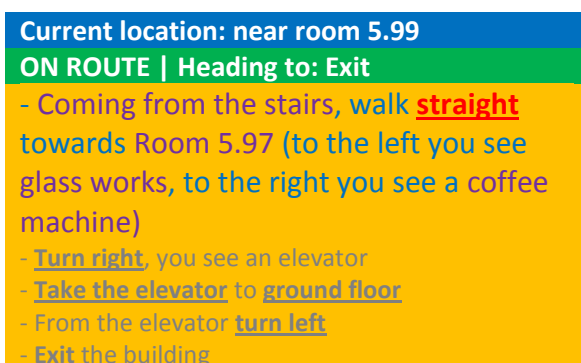 Current location: near room 5.99
ON ROUTE | Heading to: Exit
- Coming from the stairs, walk straight
towards Room 5.97 (to the left you see
glass works, to the right you see a coffee
machine)
- Turn right, you see an elevator
- Take the elevator to ground floor
- From the elevator turn left
- Exit the building